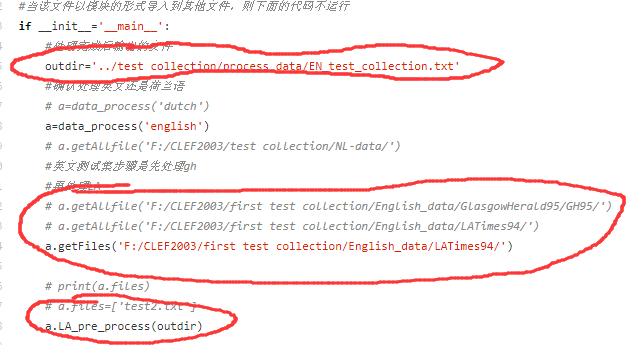 #当该文件以模块的形式导入到其他文件，则下面的代码不运行
if __init__=='__main__':
outdir='../test collection/process_data/EN_test_collection.txt'
#确认处理英文还是荷兰语
# a=data_process('dutch')
a=data_process('english')
# a.getAllfile('F:/CLEF2003/test collection/NL-data/')
#英文测试集步骤是先处理gh
# a.getAllfile('F:/CLEF2003/first test collection/English_data/GlasgowHerald95/GH95/')
# a.getAllfile('F:/CLEF2003/first test collection/English_data/LATimes94/')
a.getFiles('F:/CLEF2003/first test collection/English_data/LATimes94/')
# print(a.files)
# a.files=['test2.txt']
a.LA_pre_process(outdir)